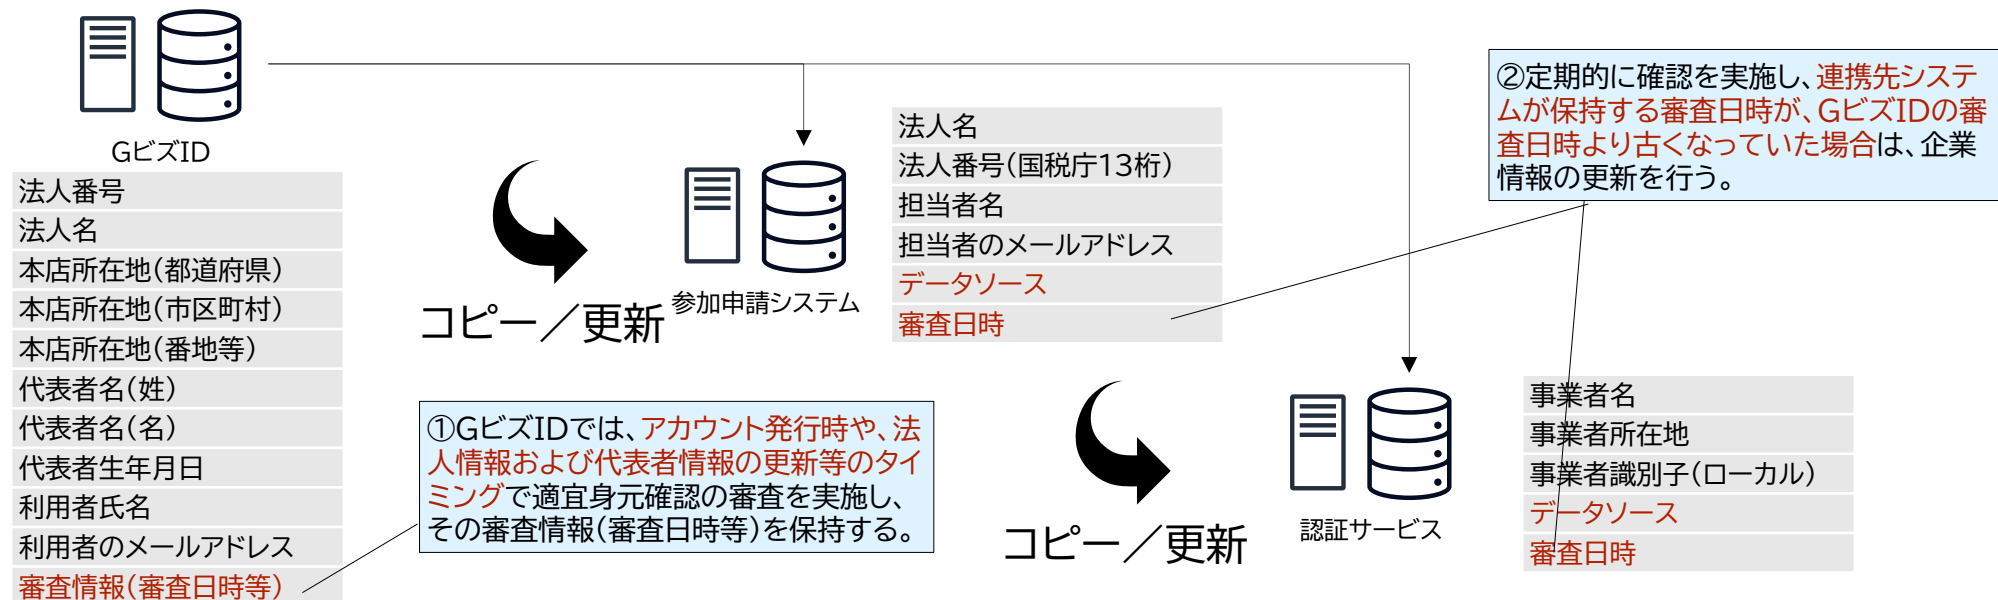 GビズID
法人番号
法人名
本店所在地(都道府県)
本店所在地(市区町村)
本店所在地(番地等)
代表者名(姓)
代表者名(名)
代表者生年月日
利用者氏名
利用者のメールアドレス
審査情報(審査日時等)
コピー/更新
参加申請システム
法人名
法人番号(国税庁13桁)
担当者名
担当者のメールアドレス
データソース
審査日時
①GビズIDでは、アカウント発行時や、法
人情報および代表者情報の更新等のタイ
ミングで適宜身元確認の審査を実施し、
その審査情報(審査日時等)を保持する。
②定期的に確認を実施し、連携先システ
ムが保持する審査日時が、GビズIDの審
査日時より古くなっていた場合は、企業
情報の更新を行う。
コピー/更新
認証サービス
事業者名
事業者所在地
事業者識別子(ローカル)
データソース
審査日時